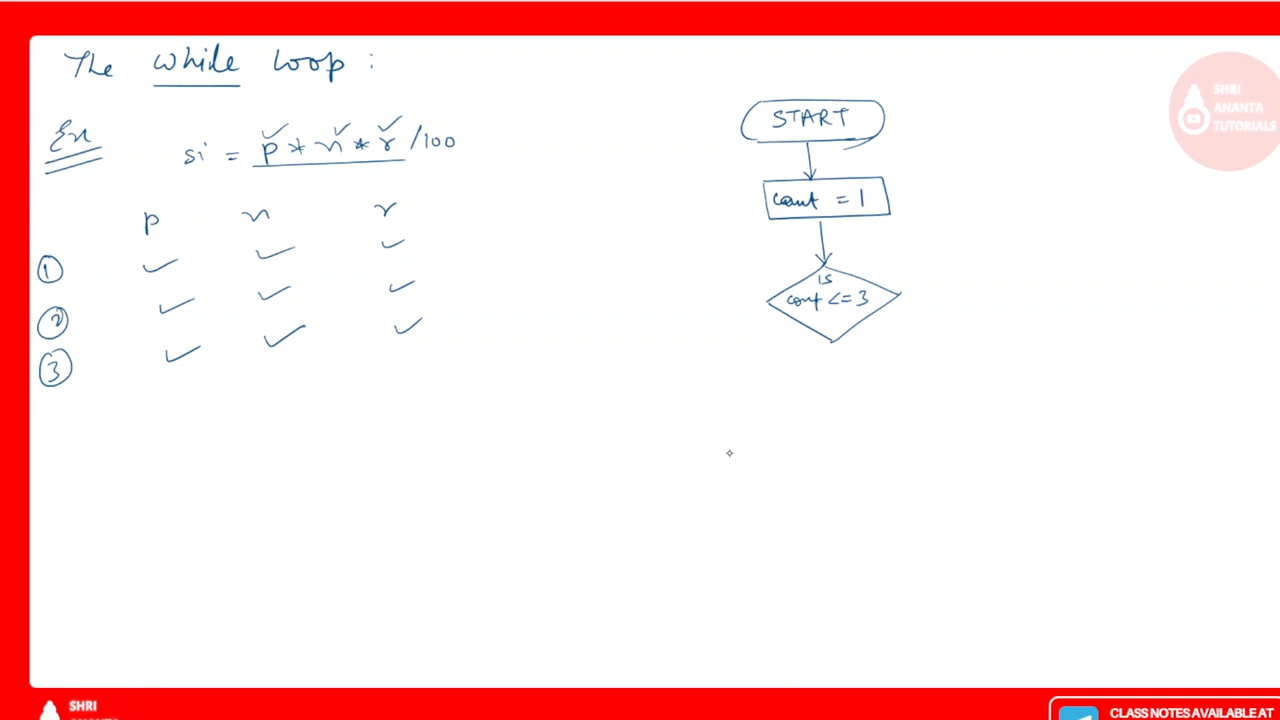 The while loop :
Ex
si = p * n * r /100
p n r
1
2
3
START
count = 1
is
count <= 3
SHRI
ANANTA
TUTORIALS
SHRI
ANANTA
CLASS NOTES AVAILABLE AT